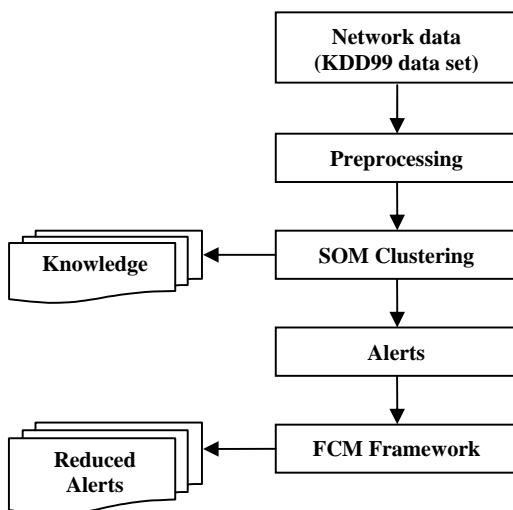 Network data
(KDD99 data set)
Preprocessing
Knowledge
SOM Clustering
Alerts
FCM Framework
Reduced
Alerts